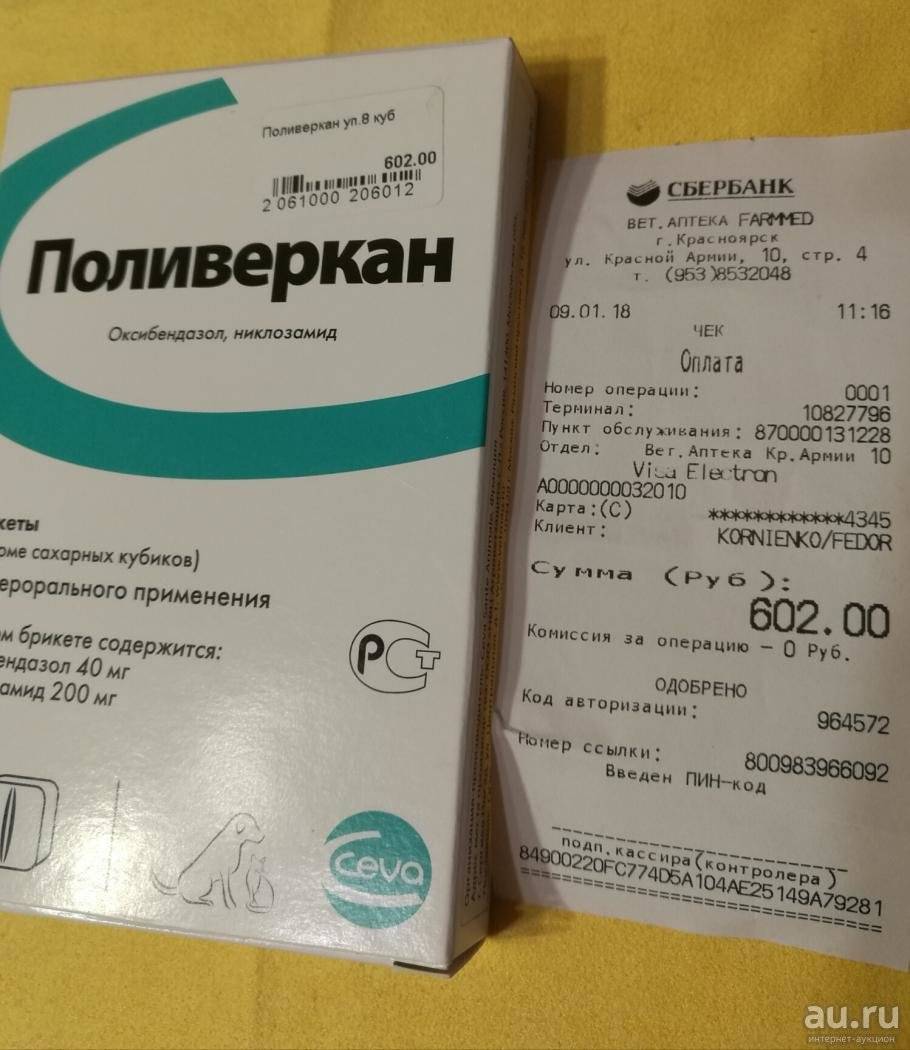 Поливеркан уп.8 куб
602.00
2 061000 206012
Поливеркан
Оксибендазол, никлозамид
кеты
рме сахарных кубиков)
ерорального применения
ом брикете содержится:
ендазол 40 мг
амид 200 мг
РСТ
ceva
СБЕРБАНК
ВЕТ.АПТЕКА FARMMED
г.Красноярск
ул. Красной Армии, 10, стр. 4
т. (953)8532048
09.01.18 11:16
ЧЕК
Оплата
Номер операции: 0001
Терминал: 10827796
Пункт обслуживания: 870000131228
Отдел: Вет.Аптека Кр.Армии 10
Visa Electron
A0000000032010
Карта:(C) ************4345
Клиент: KORNIENKO/FEDOR
Сумма (Руб):
602.00
Комиссия за операцию – 0 Руб.
ОДОБРЕНО
Код авторизации: 964572
Номер ссылки: 800983966092
Введен ПИН-код
подп.кассира(контролера)
84900220FC774D5A104AE25149A79281
au.ru
интернет-аукцион